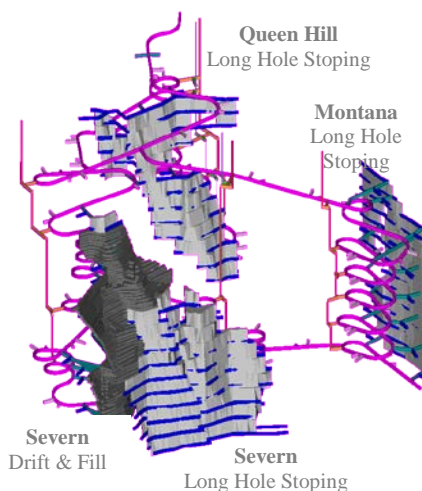 Queen Hill
Long Hole Stoping
Montana
Long Hole
Stoping
Severn
Drift & Fill
Severn
Long Hole Stoping